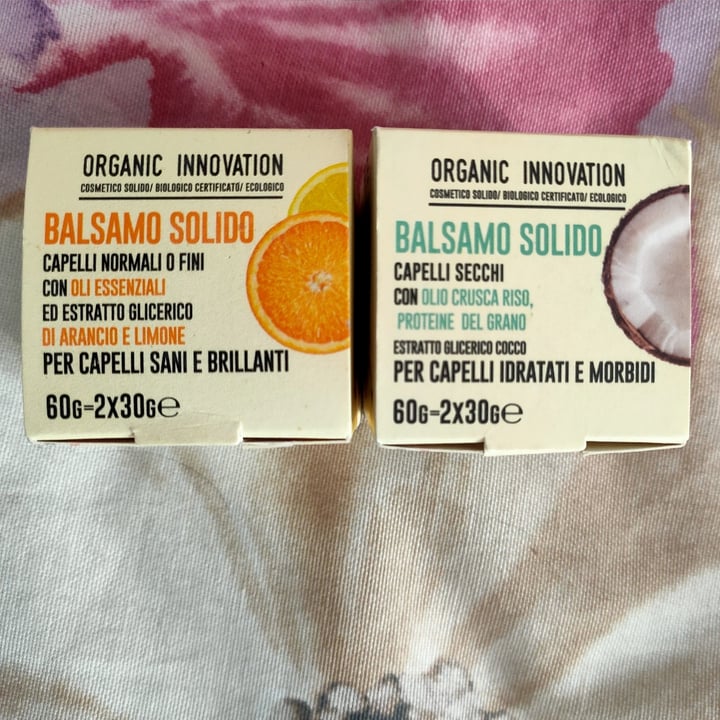 ORGANIC INNOVATION
COSMETICO SOLIDO/ BIOLOGICO CERTIFICATO/ ECOLOGICO
BALSAMO SOLIDO
CAPELLI NORMALI O FINI
CON OLI ESSENZIALI
ED ESTRATTO GLICERICO
DI ARANCIO E LIMONE
PER CAPELLI SANI E BRILLANTI
60G=2X30G℮
ORGANIC INNOVATION
COSMETICO SOLIDO/ BIOLOGICO CERTIFICATO/ ECOLOGICO
BALSAMO SOLIDO
CAPELLI SECCHI
CON OLIO CRUSCA RISO,
PROTEINE DEL GRANO
ESTRATTO GLICERICO COCCO
PER CAPELLI IDRATATI E MORBIDI
60G=2X30G℮